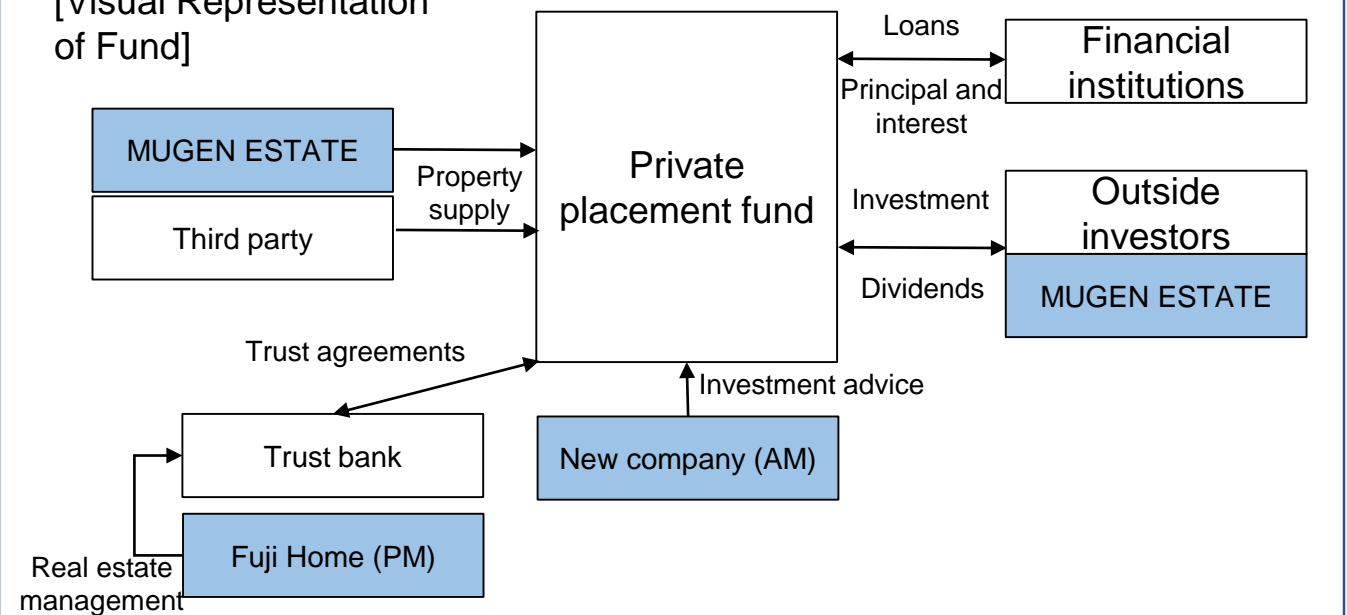 [Visual Representation
of Fund]
MUGEN ESTATE
Third party
Property
supply
Private
placement fund
Loans
Principal and
interest
Financial
institutions
Investment
Dividends
Outside
investors
MUGEN ESTATE
Trust agreements
Investment advice
Trust bank
New company (AM)
Fuji Home (PM)
Real estate
management